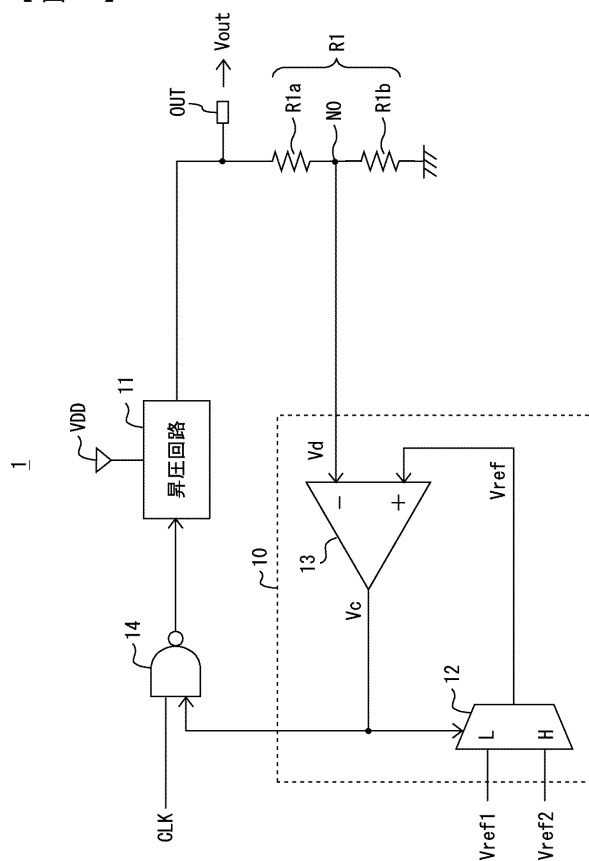 1
VDD
11
昇圧回路
OUT
Vout
R1
R1a
NO
R1b
14
CLK
10
13
Vd
-
+
Vc
Vref
12
L
H
Vref1
Vref2